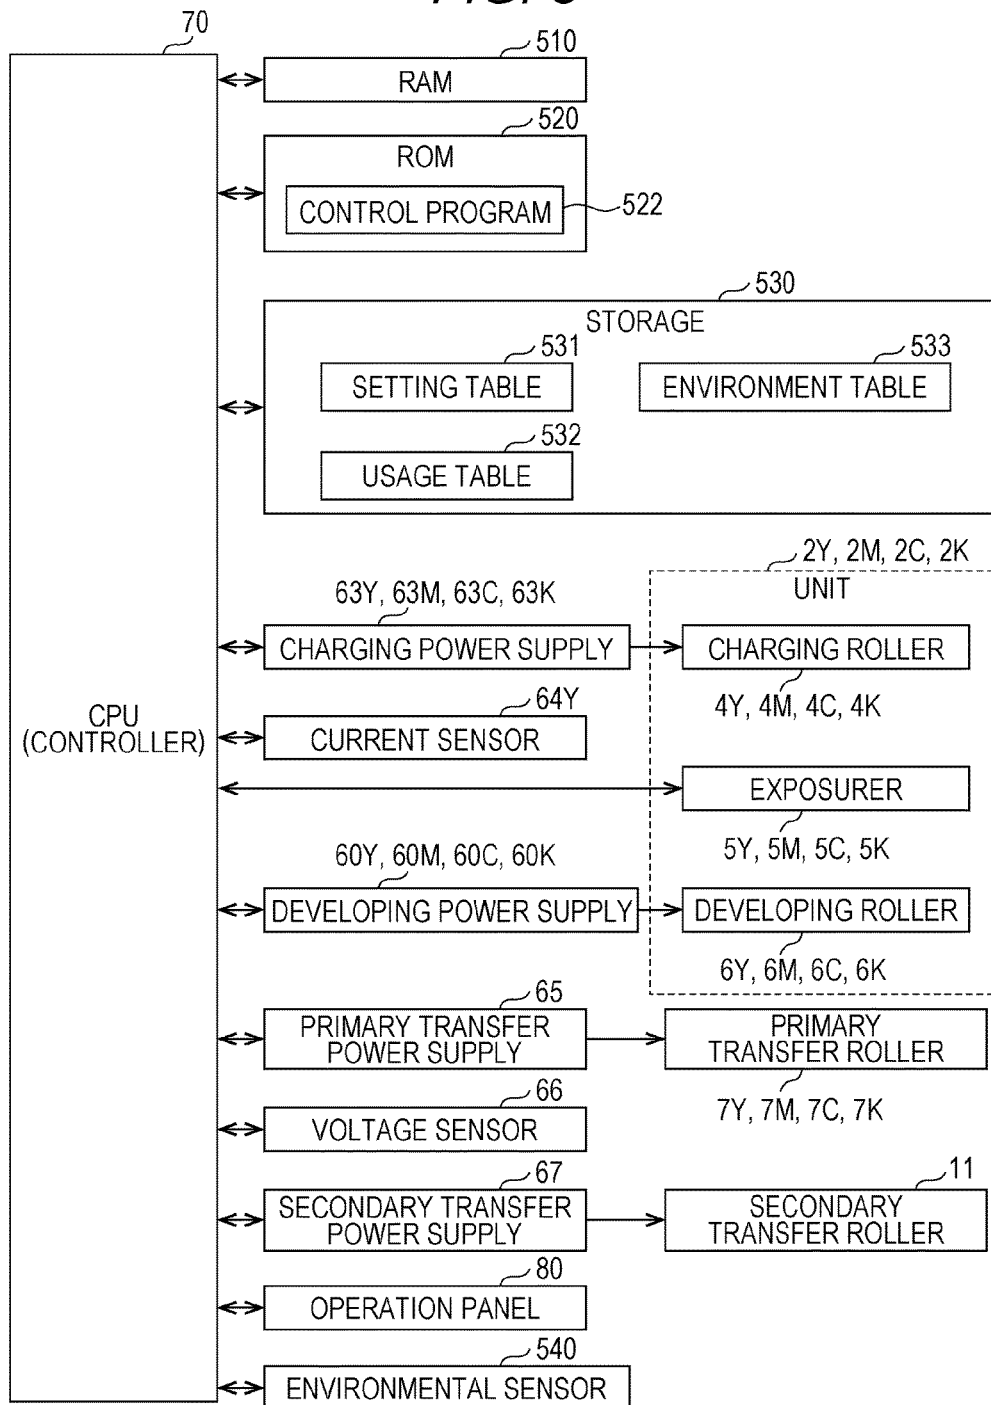 70
510
RAM
520
ROM
CONTROL PROGRAM
522
530
STORAGE
531
SETTING TABLE
533
ENVIRONMENT TABLE
532
USAGE TABLE
2Y, 2M, 2C, 2K
UNIT
63Y, 63M, 63C, 63K
CHARGING POWER SUPPLY
CHARGING ROLLER
4Y, 4M, 4C, 4K
64Y
CPU
(CONTROLLER)
CURRENT SENSOR
EXPOSURER
5Y, 5M, 5C, 5K
60Y, 60M, 60C, 60K
DEVELOPING POWER SUPPLY
DEVELOPING ROLLER
6Y, 6M, 6C, 6K
65
PRIMARY TRANSFER
POWER SUPPLY
PRIMARY
TRANSFER ROLLER
7Y, 7M, 7C, 7K
66
VOLTAGE SENSOR
67
SECONDARY TRANSFER
POWER SUPPLY
11
SECONDARY
TRANSFER ROLLER
80
OPERATION PANEL
540
ENVIRONMENTAL SENSOR